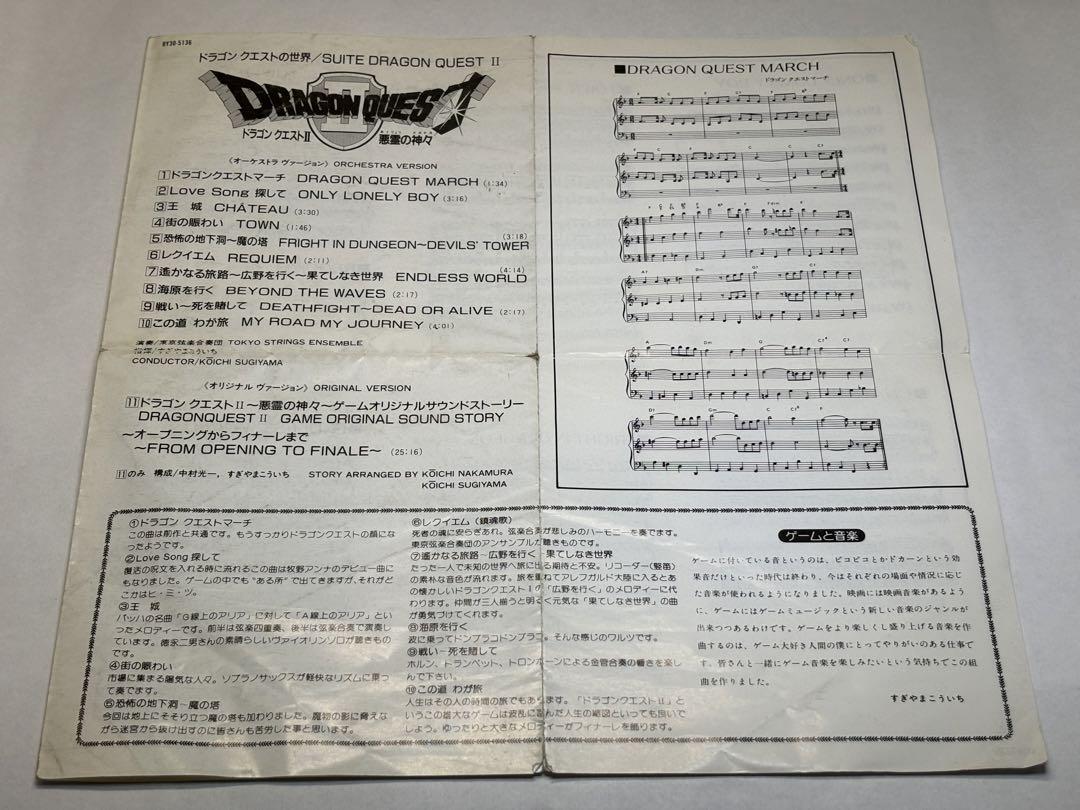 BY30-5136
ドラゴン クエストの世界/SUITE DRAGON QUEST II
DRAGON QUEST
II
ドラゴン クエストII
悪霊の神々
〈オーケストラ ヴァージョン〉 ORCHESTRA VERSION
1 ドラゴンクエストマーチ DRAGON QUEST MARCH (1:34)
2 Love Song 探して ONLY LONELY BOY (3:16)
3 王 城 CHÂTEAU (3:30)
4 街の賑わい TOWN (1:46)
5 恐怖の地下洞〜魔の塔 FRIGHT IN DUNGEON〜DEVILS' TOWER (3:18)
6 レクイエム REQUIEM (2:11)
7 遙かなる旅路〜広野を行く〜果てしなき世界 ENDLESS WORLD (4:14)
8 海原を行く BEYOND THE WAVES (2:17)
9 戦い〜死を賭して DEATHFIGHT〜DEAD OR ALIVE (2:17)
10 この道 わが旅 MY ROAD MY JOURNEY (4:01)
演奏/東京弦楽合奏団 TOKYO STRINGS ENSEMBLE
指揮/すぎやまこういち
CONDUCTOR/KŌICHI SUGIYAMA
〈オリジナル ヴァージョン〉 ORIGINAL VERSION
11 ドラゴン クエストII〜悪霊の神々〜ゲームオリジナルサウンドストーリー
DRAGONQUEST II GAME ORIGINAL SOUND STORY
〜オープニングからフィナーレまで
〜FROM OPENING TO FINALE〜 (25:16)
11のみ 構成/中村光一, すぎやまこういち STORY ARRANGED BY KŌICHI NAKAMURA
KŌICHI SUGIYAMA
■DRAGON QUEST MARCH
ドラゴン クエストマーチ
①ドラゴン クエストマーチ
この曲は前作と共通です。もうすっかりドラゴンクエストの顔にな
ったようです。
②Love Song 探して
復活の呪文を入れる時に流れるこの曲は牧野アンナのデビュー曲に
もなりました。ゲームの中でも“ある所”で出てきますが、それがど
こかはヒ・ミ・ツ。
③王 城
バッハの名曲「G線上のアリア」に対して「A線上のアリア」とい
ったメロディーです。前半は弦楽四重奏、後半は弦楽合奏で演奏し
ています。徳永二男さんの素晴らしいヴァイオリンソロが聴きもの
です。
④街の賑わい
市場に集まる陽気な人々。ソプラノサックスが軽快なリズムに乗っ
て奏でます。
⑤恐怖の地下洞〜魔の塔
今回は地上にそそり立つ魔の塔も加わりました。魔物の影に脅えな
がら迷宮から抜け出すのに皆さんも苦労した事と思います。
⑥レクイエム（鎮魂歌）
死者の魂に安らぎあれ。弦楽合奏が悲しみのハーモニーを奏でます。
東京弦楽合奏団のアンサンブルが聴きものです。
⑦遙かなる旅路〜広野を行く〜果てしなき世界
たった一人で未知の世界へ旅に出る期待と不安。リコーダー（竪笛）
の素朴な音色が流れます。旅を重ねてアレフガルド大陸に入るとあ
の懐かしいドラゴンクエストIの「広野を行く」のメロディーに代
わります。仲間が三人揃うと明るく元気な「果てしなき世界」の曲
が勇気づけてくれます。
⑧海原を行く
波に乗ってドンブラコドンブラコ。そんな感じのワルツです。
⑨戦い〜死を賭して
ホルン、トランペット、トロンボーンによる金管合奏の響きを楽し
んで下さい。
⑩この道 わが旅
人生はその人の時間の旅でもあります。「ドラゴンクエストII」と
いうこの雄大なゲームは波乱に富んだ人生の縮図といっても良いで
しょう。ゆったりと大きなメロディーがフィナーレを飾ります。
ゲームと音楽
ゲームに付いている音というのは、ピコピコとかドカーンという効
果音だけといった時代は終わり、今はそれぞれの場面や情況に応じ
た音楽が使われるようになりました。映画には映画音楽があるよう
に、ゲームにはゲームミュージックという新しい音楽のジャンルが
出来つつあるわけです。ゲームをより楽しくし盛り上げる音楽を作
曲するのは、ゲーム大好き人間の僕にとってやりがいのある仕事で
す。皆さんと一緒にゲーム音楽を楽しみたいという気持ちでこの組
曲を作りました。
すぎやまこういち